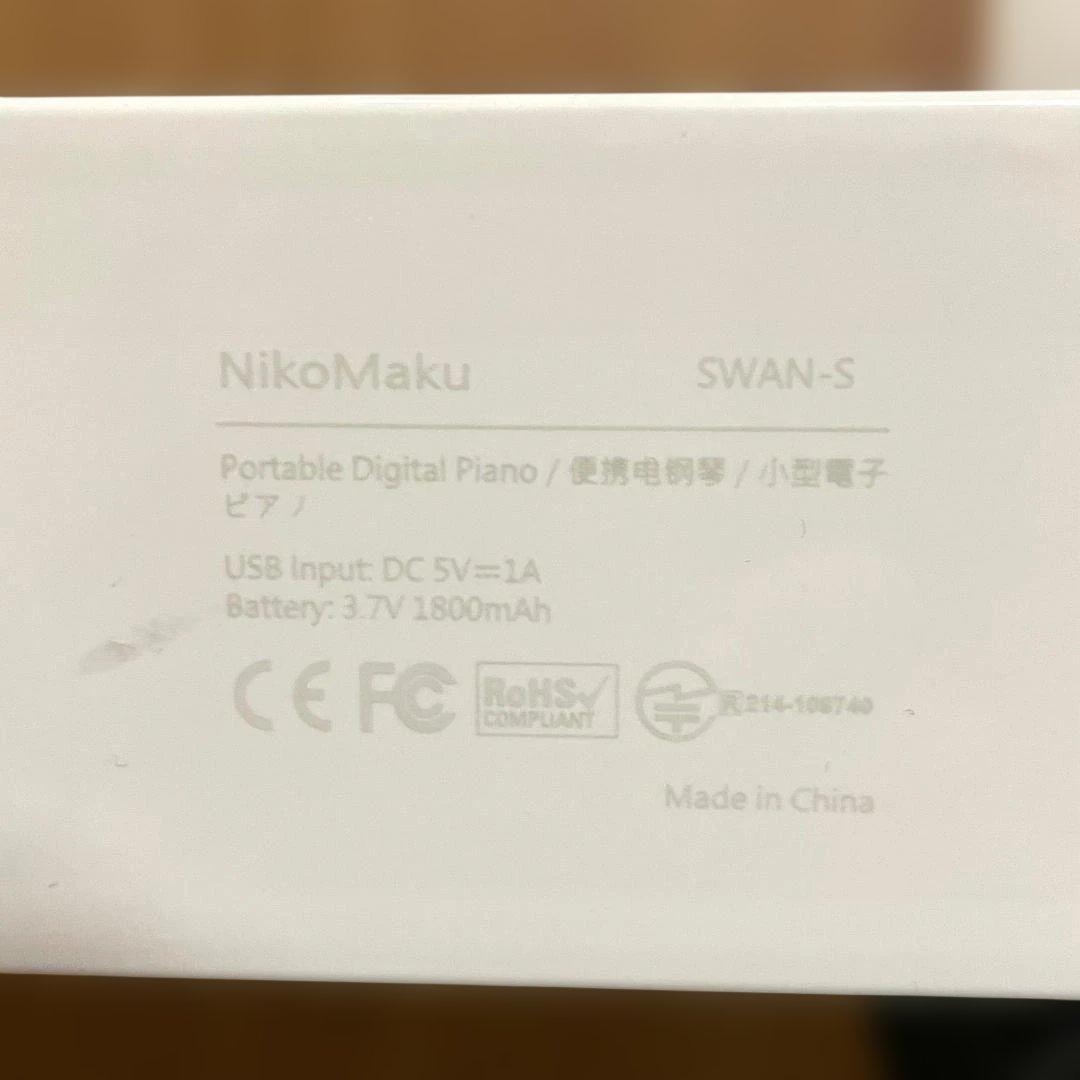 NikoMaku SWAN-S
Portable Digital Piano / 便携电钢琴 / 小型電子
ピアノ
USB Input: DC 5V⎓1A
Battery: 3.7V 1800mAh
CE FC RoHS✓ R 214-106740
COMPLIANT
Made in China